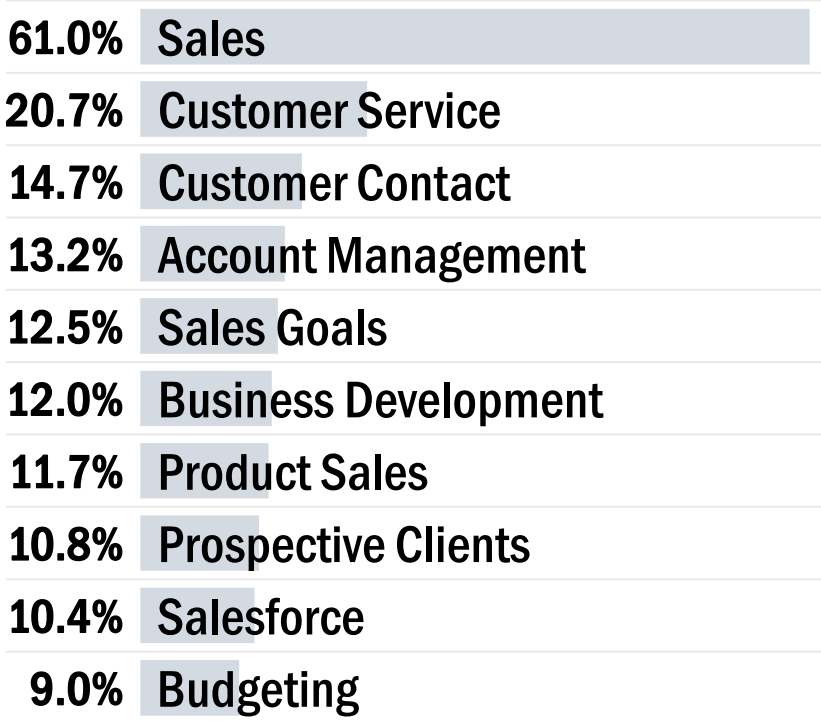 61.0% Sales
20.7% Customer Service
14.7% Customer Contact
13.2% Account Management
12.5% Sales Goals
12.0% Business Development
11.7% Product Sales
10.8% Prospective Clients
10.4% Salesforce
9.0% Budgeting